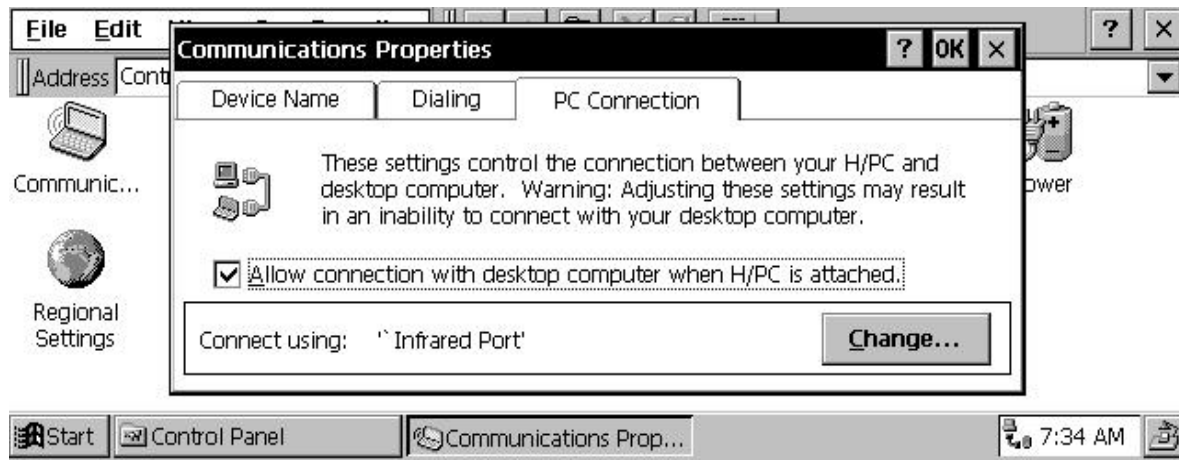 File Edit
? ×
Address Cont
Communications Properties
? OK ×
Device Name Dialing PC Connection
These settings control the connection between your H/PC and
desktop computer. Warning: Adjusting these settings may result
in an inability to connect with your desktop computer.
Allow connection with desktop computer when H/PC is attached.
Connect using: '` Infrared Port'
Change...
Communic...
ower
Regional
Settings
Start Control Panel Communications Prop... 7:34 AM